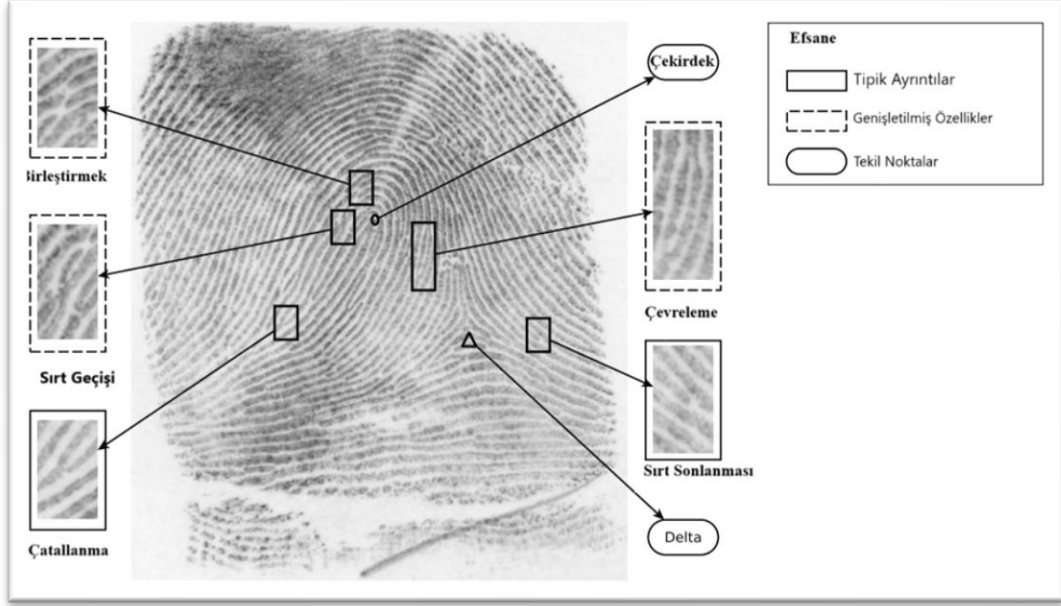 Çekirdek
Efsane
Tipik Ayrıntılar
Genişletilmiş Özellikler
Tekil Noktalar
Birleştirmek
Çevreleme
Sırt Geçişi
Sırt Sonlanması
Çatallanma
Delta